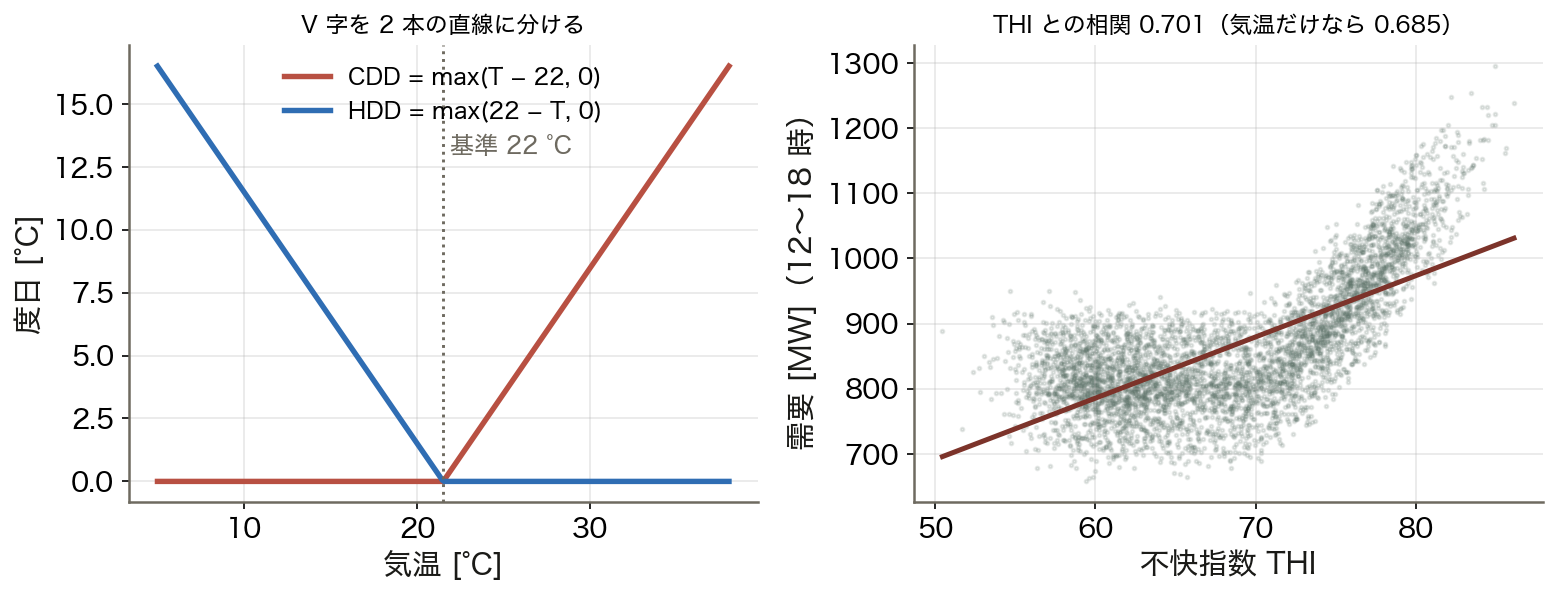 V 字を 2 本の直線に分ける
CDD = max(T − 22, 0)
HDD = max(22 − T, 0)
基準 22 ℃
度日 [℃]
15.0
12.5
10.0
7.5
5.0
2.5
0.0
10
20
30
気温 [℃]
THI との相関 0.701（気温だけなら 0.685）
需要 [MW]（12〜18 時）
1300
1200
1100
1000
900
800
700
50
60
70
80
不快指数 THI